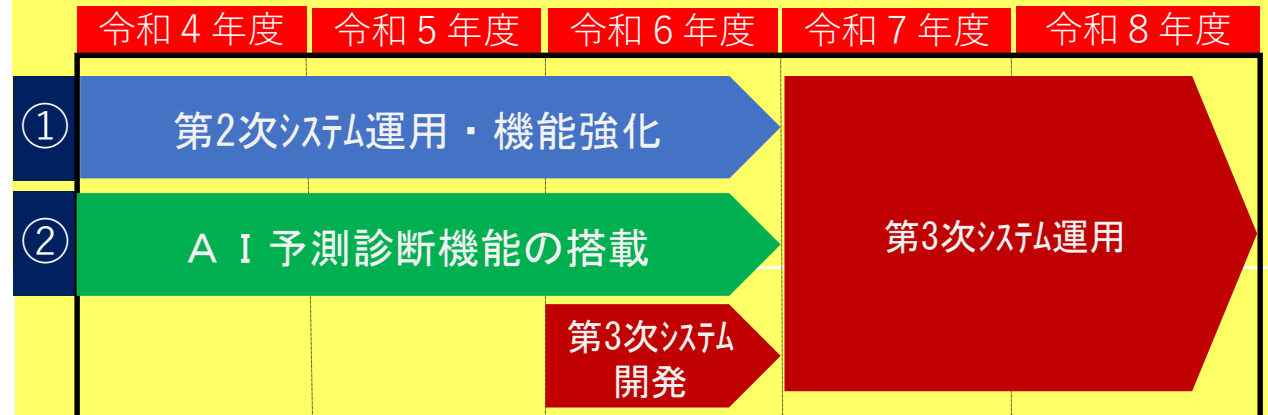 令和４年度 令和５年度 令和６年度 令和７年度 令和８年度
① 第2次ｼｽﾃﾑ運用・機能強化
② ＡＩ予測診断機能の搭載
第3次ｼｽﾃﾑ運用
第3次ｼｽﾃﾑ
開発